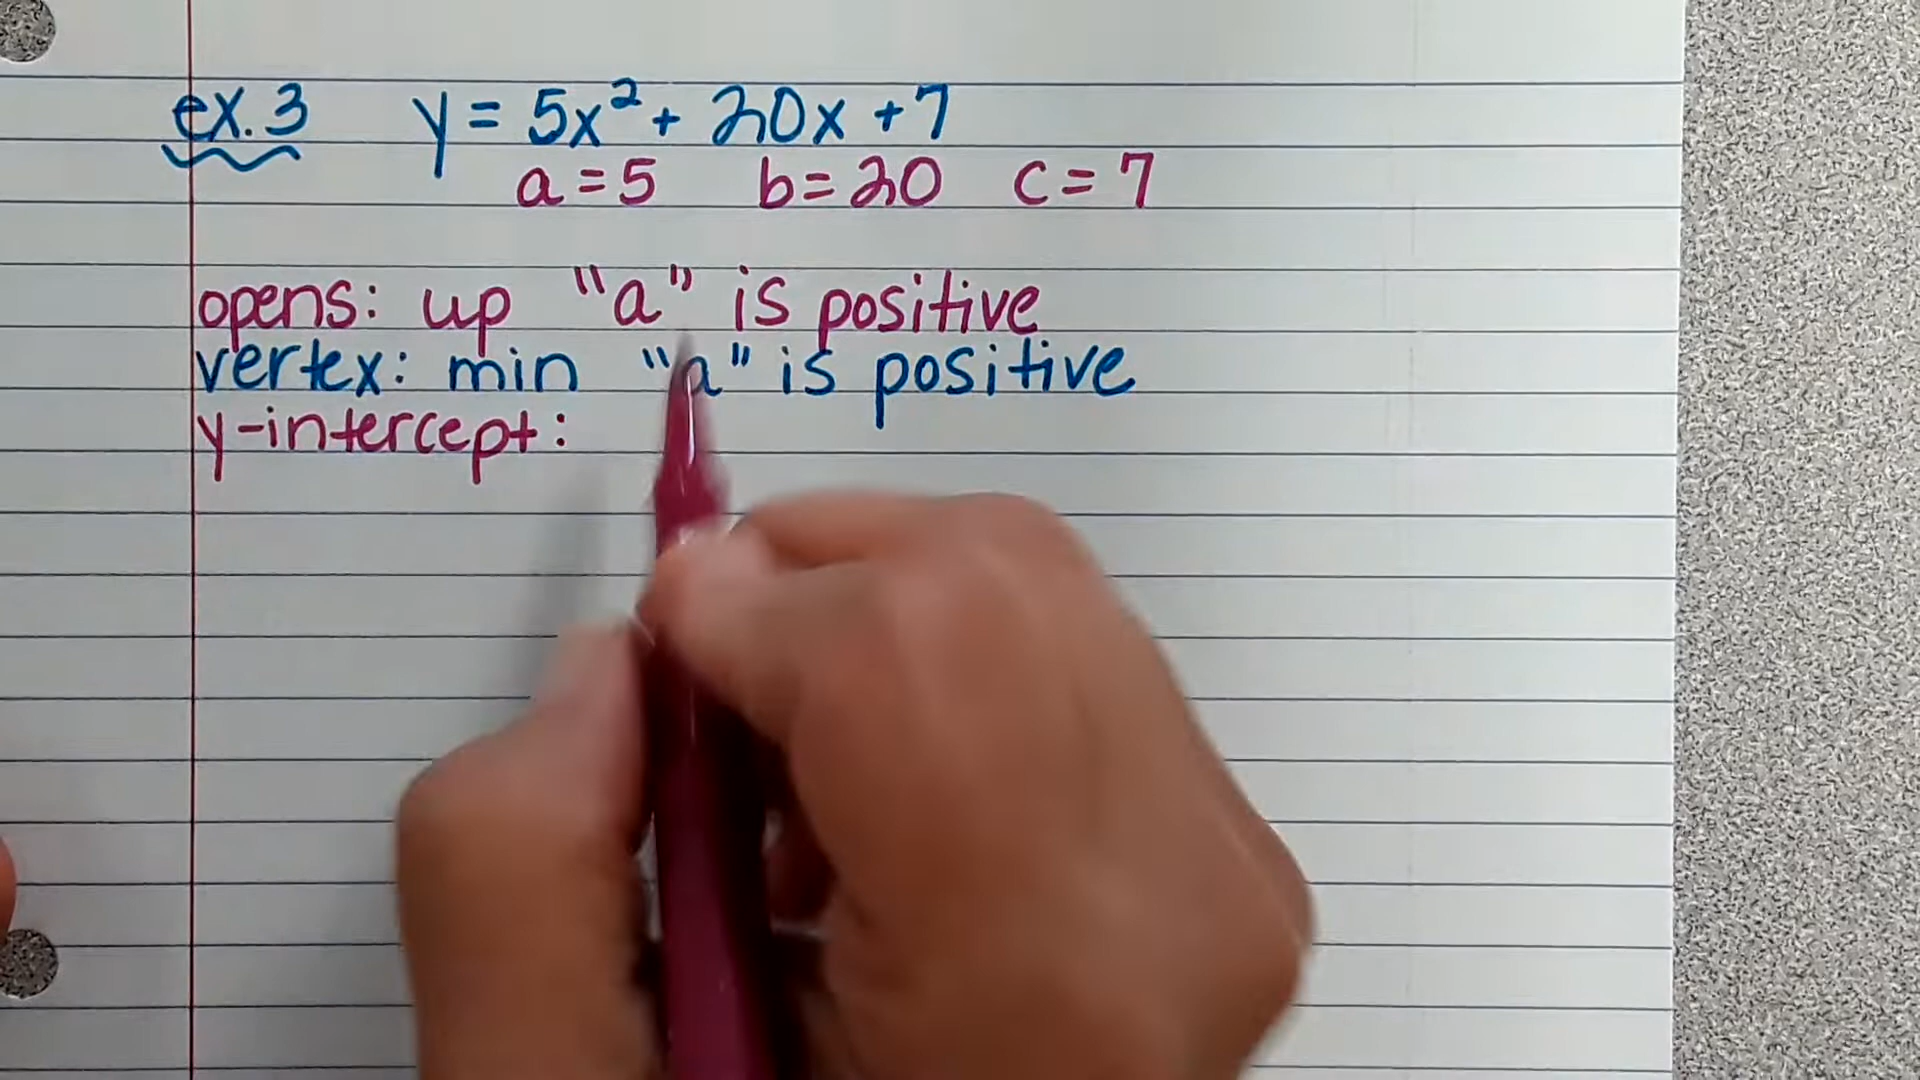 ex. 3 y = 5x² + 20x + 7
a = 5 b = 20 c = 7
opens: up "a" is positive
vertex: min "a" is positive
y-intercept: